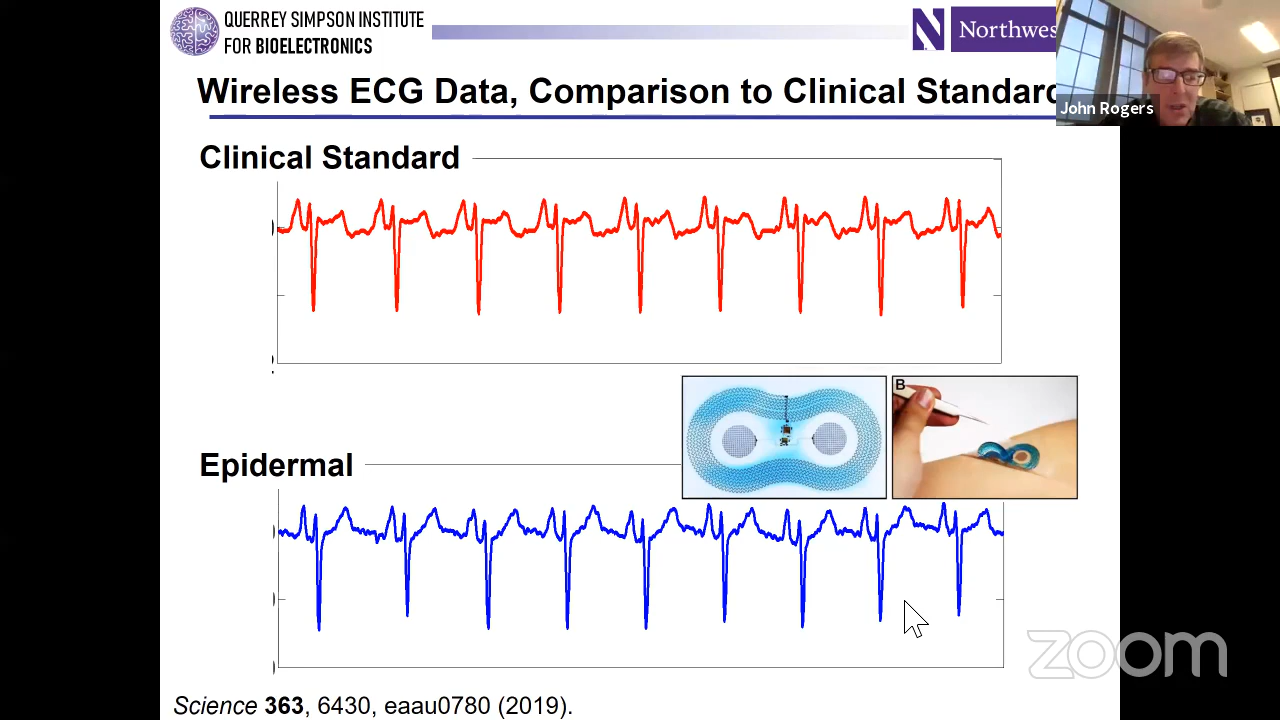 QUERREY SIMPSON INSTITUTE
FOR BIOELECTRONICS
N Northwes
Wireless ECG Data, Comparison to Clinical Standard
John Rogers
Clinical Standard
B
Epidermal
zoom
Science 363, 6430, eaau0780 (2019).